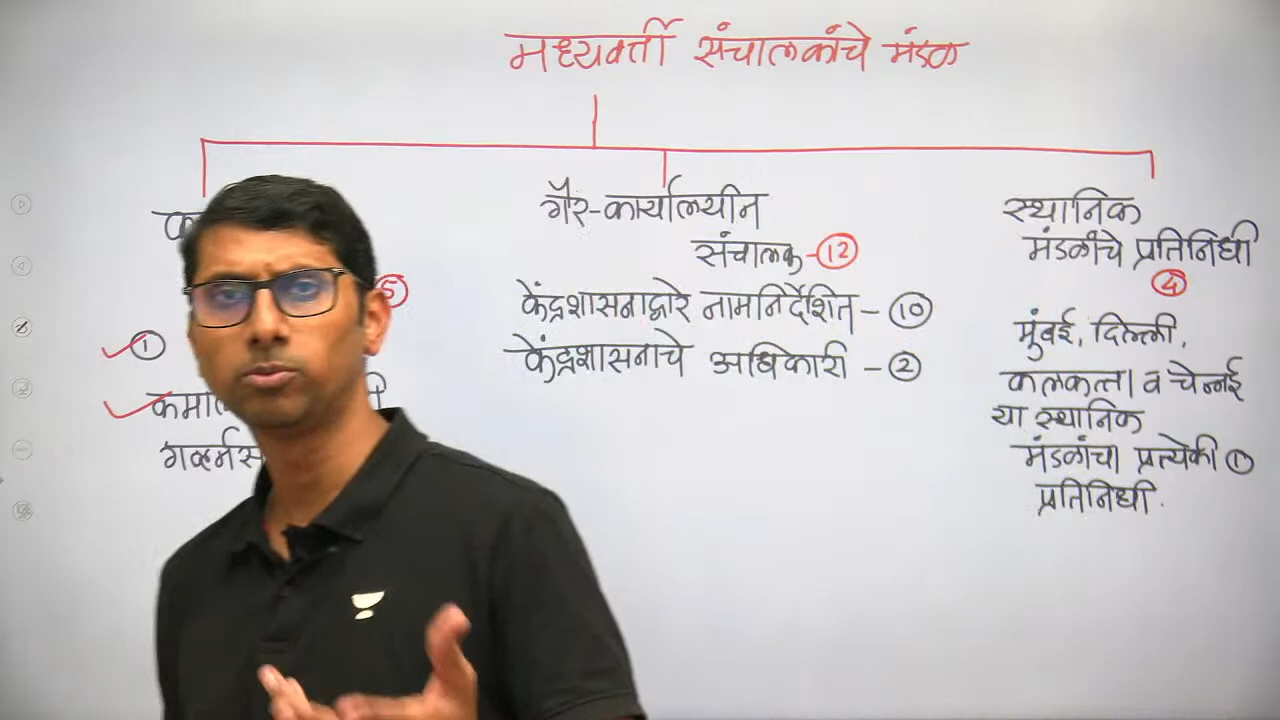 मध्यवर्ती संचालकांचे मंडळ
5
①
गैर-कार्यालयीन
संचालक-12
केंद्रशासनाद्वारे नामनिर्देशित - 10
केंद्रशासनाचे अधिकारी - 2
स्थानिक
मंडळांचे प्रतिनिधी
4
मुंबई, दिल्ली,
कलकत्ता व चेन्नई
या स्थानिक
मंडळांचा प्रत्येकी ①
प्रतिनिधी.